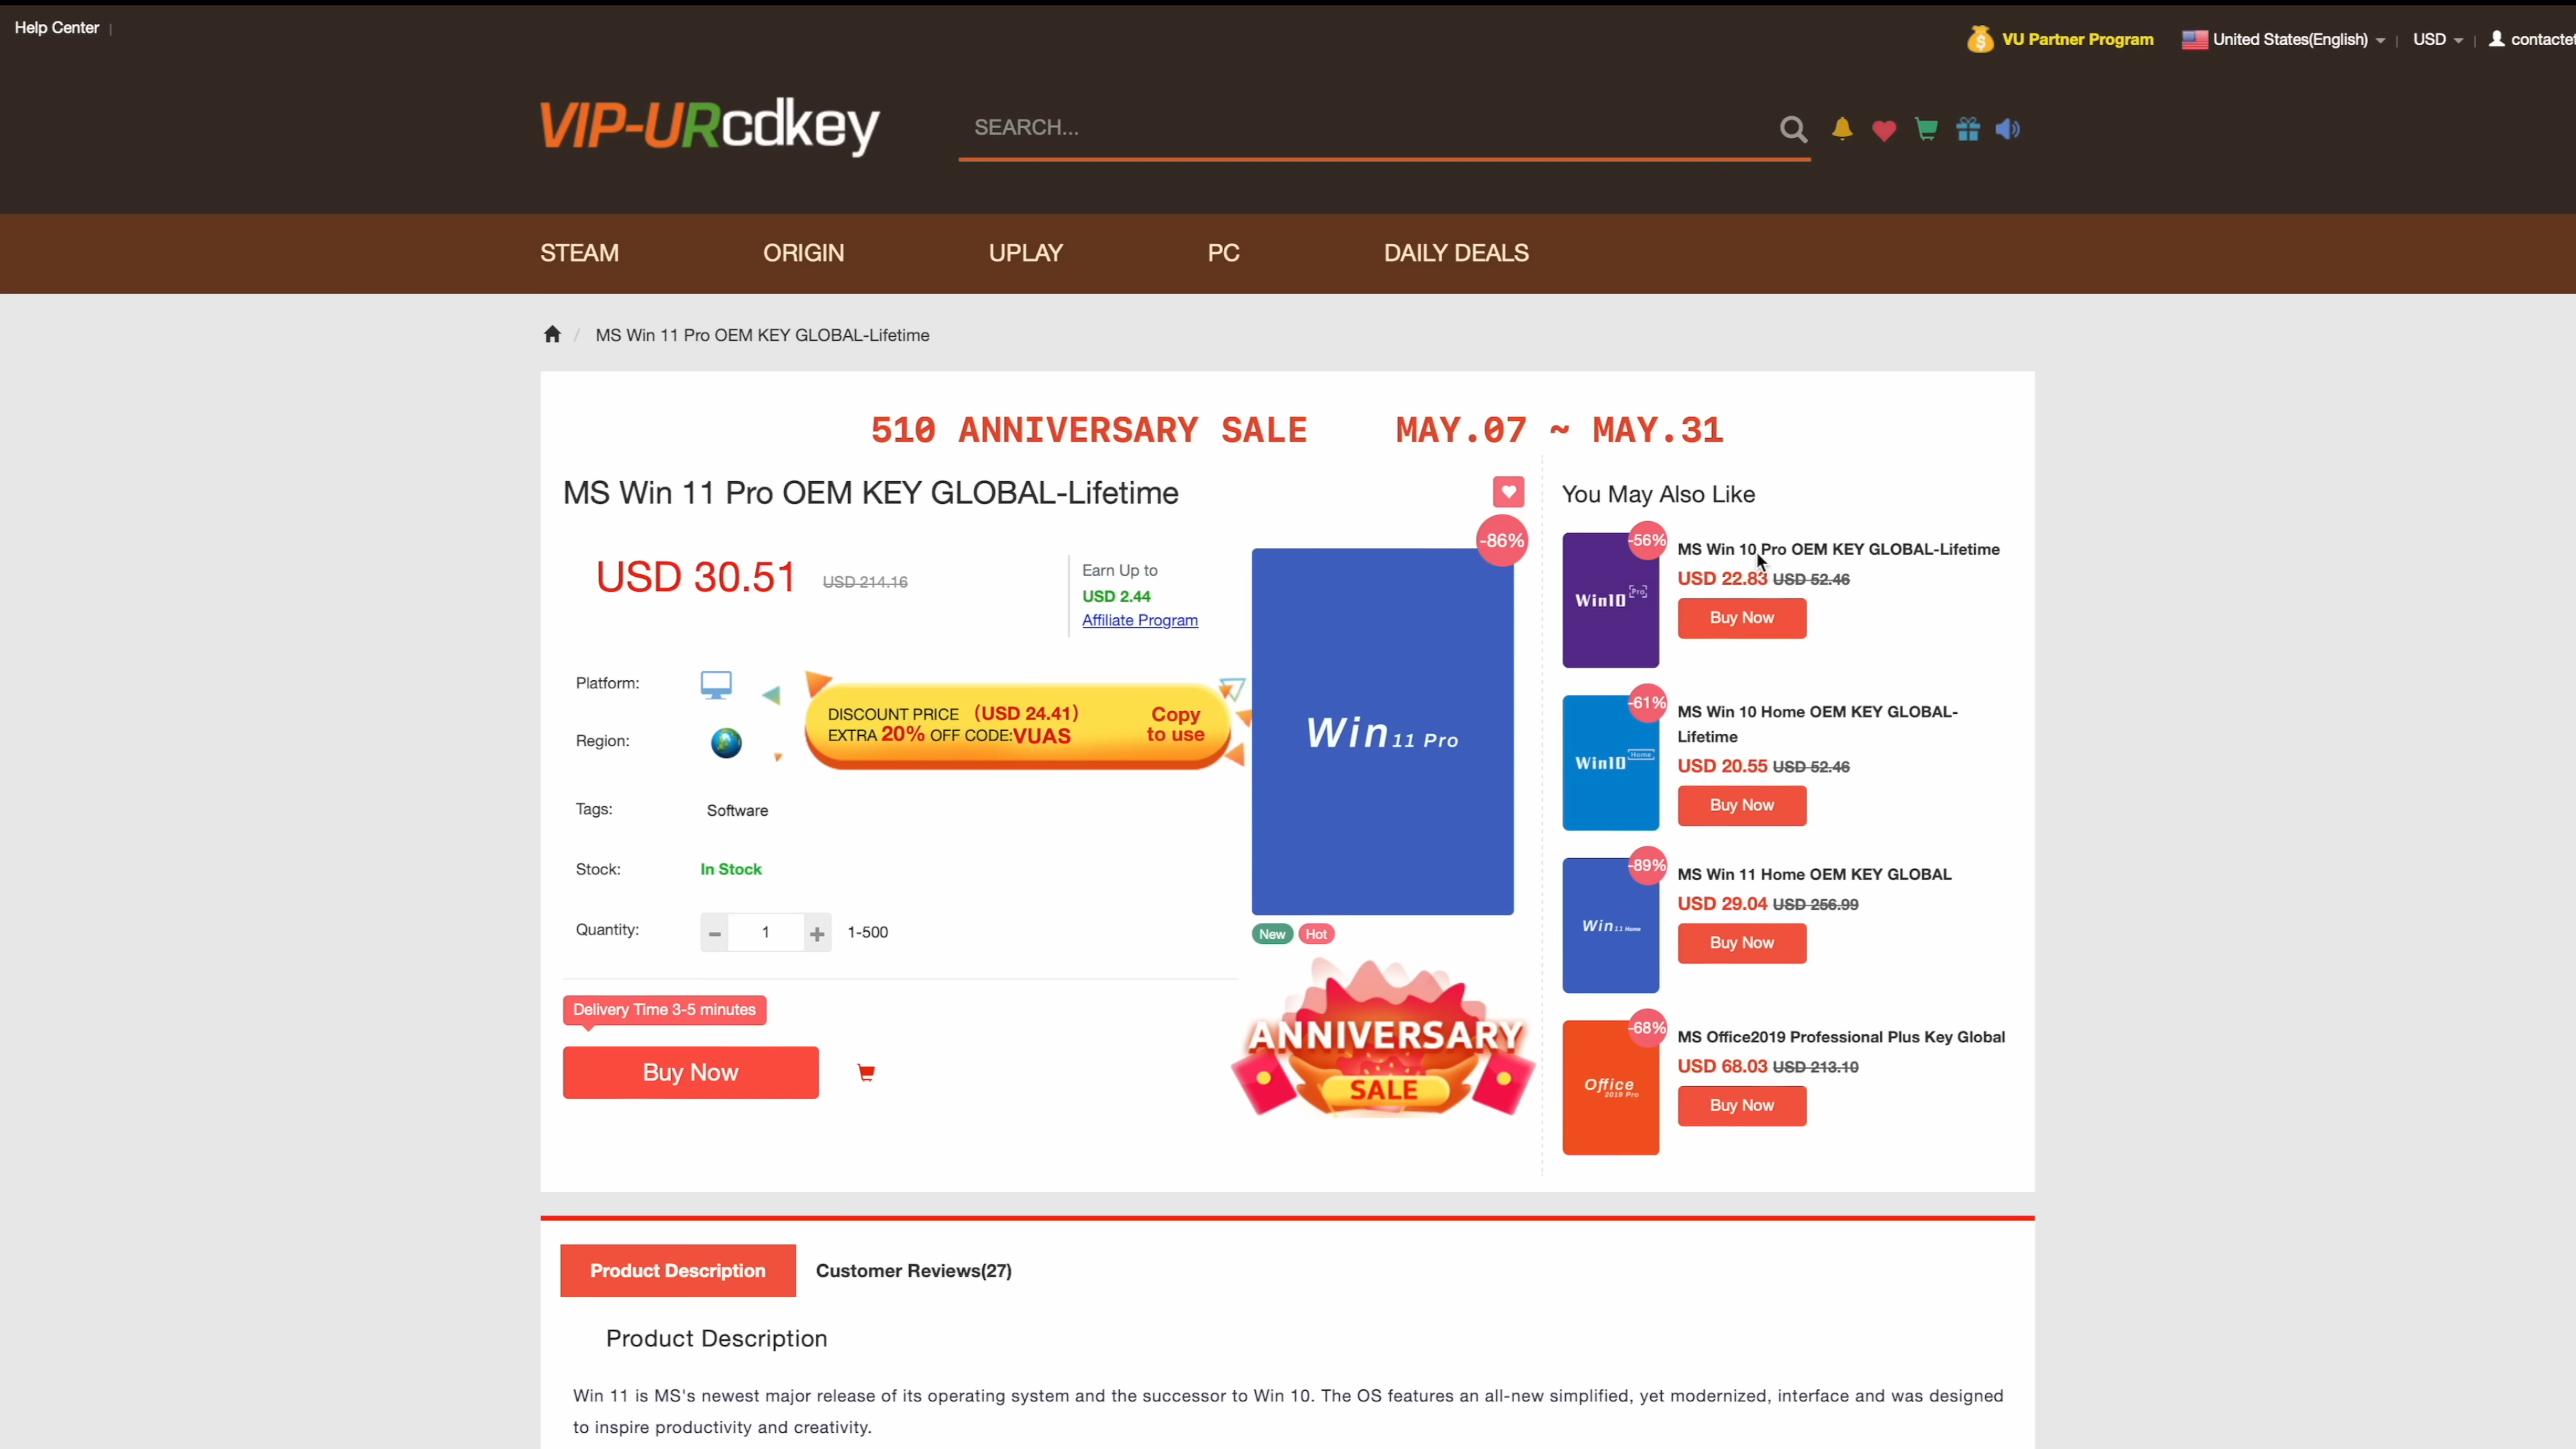 Help Center
VU Partner Program
United States(English)
USD
VIP-URcdkey
SEARCH...
STEAM
ORIGIN
UPLAY
PC
DAILY DEALS
/ MS Win 11 Pro OEM KEY GLOBAL-Lifetime
510 ANNIVERSARY SALE MAY.07 ~ MAY.31
MS Win 11 Pro OEM KEY GLOBAL-Lifetime
USD 30.51 USD 214.16
Earn Up to
USD 2.44
Affiliate Program
Platform:
DISCOUNT PRICE (USD 24.41)
EXTRA 20% OFF CODE:VUAS
Copy
to use
Region:
Tags: Software
Stock: In Stock
Quantity: - 1 + 1-500
Delivery Time 3-5 minutes
Buy Now
-86%
Win 11 Pro
New Hot
ANNIVERSARY
SALE
You May Also Like
-56%
Win10 Pro
MS Win 10 Pro OEM KEY GLOBAL-Lifetime
USD 22.83 USD 52.46
Buy Now
-61%
Win10 Home
MS Win 10 Home OEM KEY GLOBAL-
Lifetime
USD 20.55 USD 52.46
Buy Now
-89%
Win 11 Home
MS Win 11 Home OEM KEY GLOBAL
USD 29.04 USD 256.99
Buy Now
-68%
Office
2019 Pro
MS Office2019 Professional Plus Key Global
USD 68.03 USD 213.10
Buy Now
Product Description
Customer Reviews(27)
Product Description
Win 11 is MS's newest major release of its operating system and the successor to Win 10. The OS features an all-new simplified, yet modernized, interface and was designed
to inspire productivity and creativity.